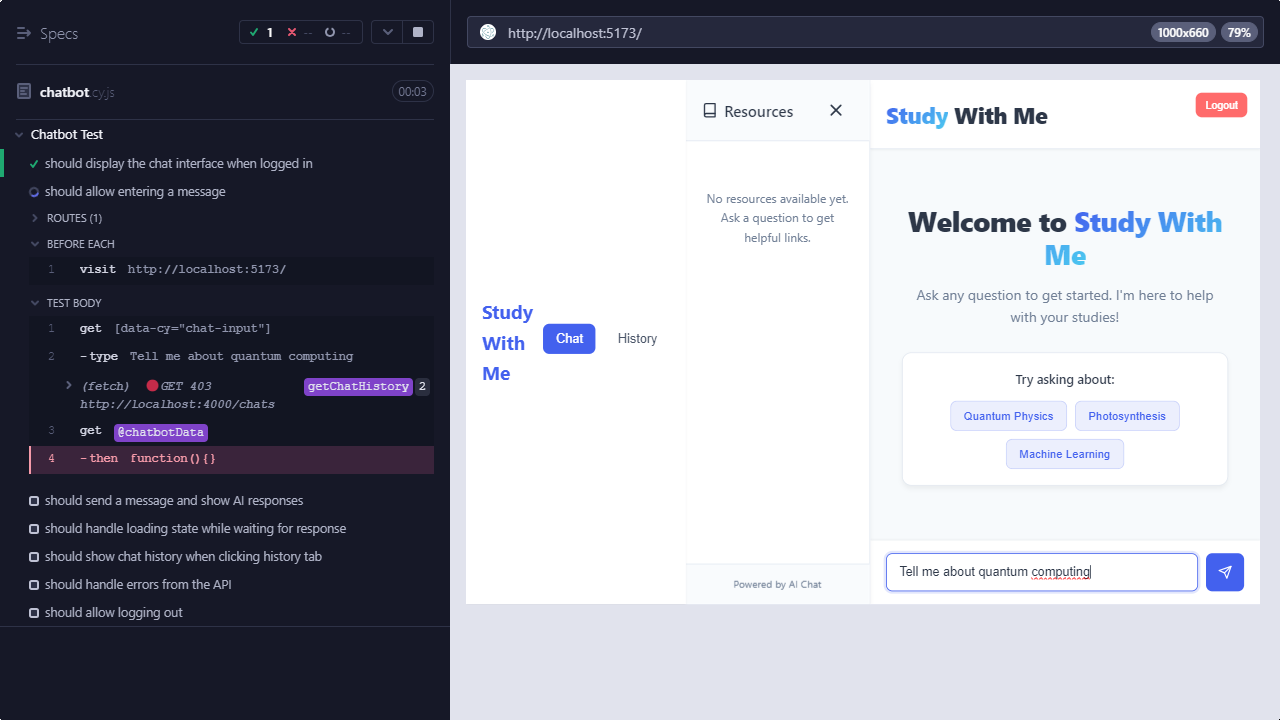 Specs
1
--
--
chatbot.cy.js
00:03
Chatbot Test
should display the chat interface when logged in
should allow entering a message
ROUTES (1)
BEFORE EACH
1 visit http://localhost:5173/
TEST BODY
1 get [data-cy="chat-input"]
2 -type Tell me about quantum computing
(fetch) GET 403 getChatHistory 2
http://localhost:4000/chats
3 get @chatbotData
4 -then function(){}
should send a message and show AI responses
should handle loading state while waiting for response
should show chat history when clicking history tab
should handle errors from the API
should allow logging out
http://localhost:5173/
1000x660
79%
Study
With
Me
Chat
History
Resources
No resources available yet.
Ask a question to get
helpful links.
Powered by AI Chat
Study With Me
Logout
Welcome to Study With
Me
Ask any question to get started. I'm here to help
with your studies!
Try asking about:
Quantum Physics
Photosynthesis
Machine Learning
Tell me about quantum computing